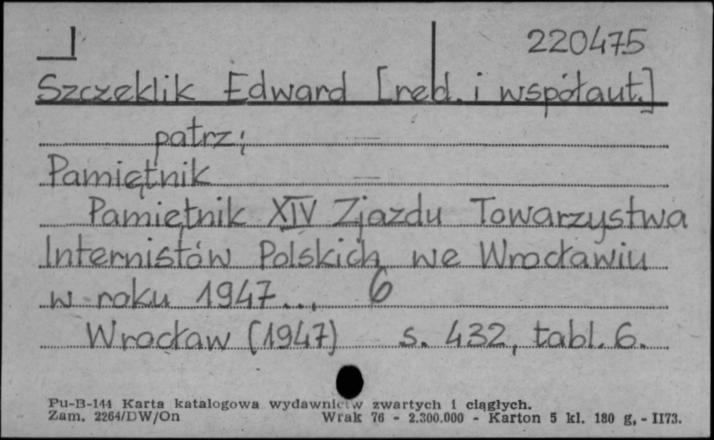 220475
Szczeklik Edward [red. i współaut.]
patrz:
Pamiętnik
Pamiętnik XIV Zjazdu Towarzystwa
Internistów Polskich we Wrocławiu
w roku 1947... 6
Wrocław (1947) s. 432, tabl. 6.
Pu-B-144 Karta katalogowa wydawnictw zwartych i ciągłych.
Zam. 2264/DW/On Wrak 76 - 2.300.000 - Karton 5 kl. 180 g, - II73.